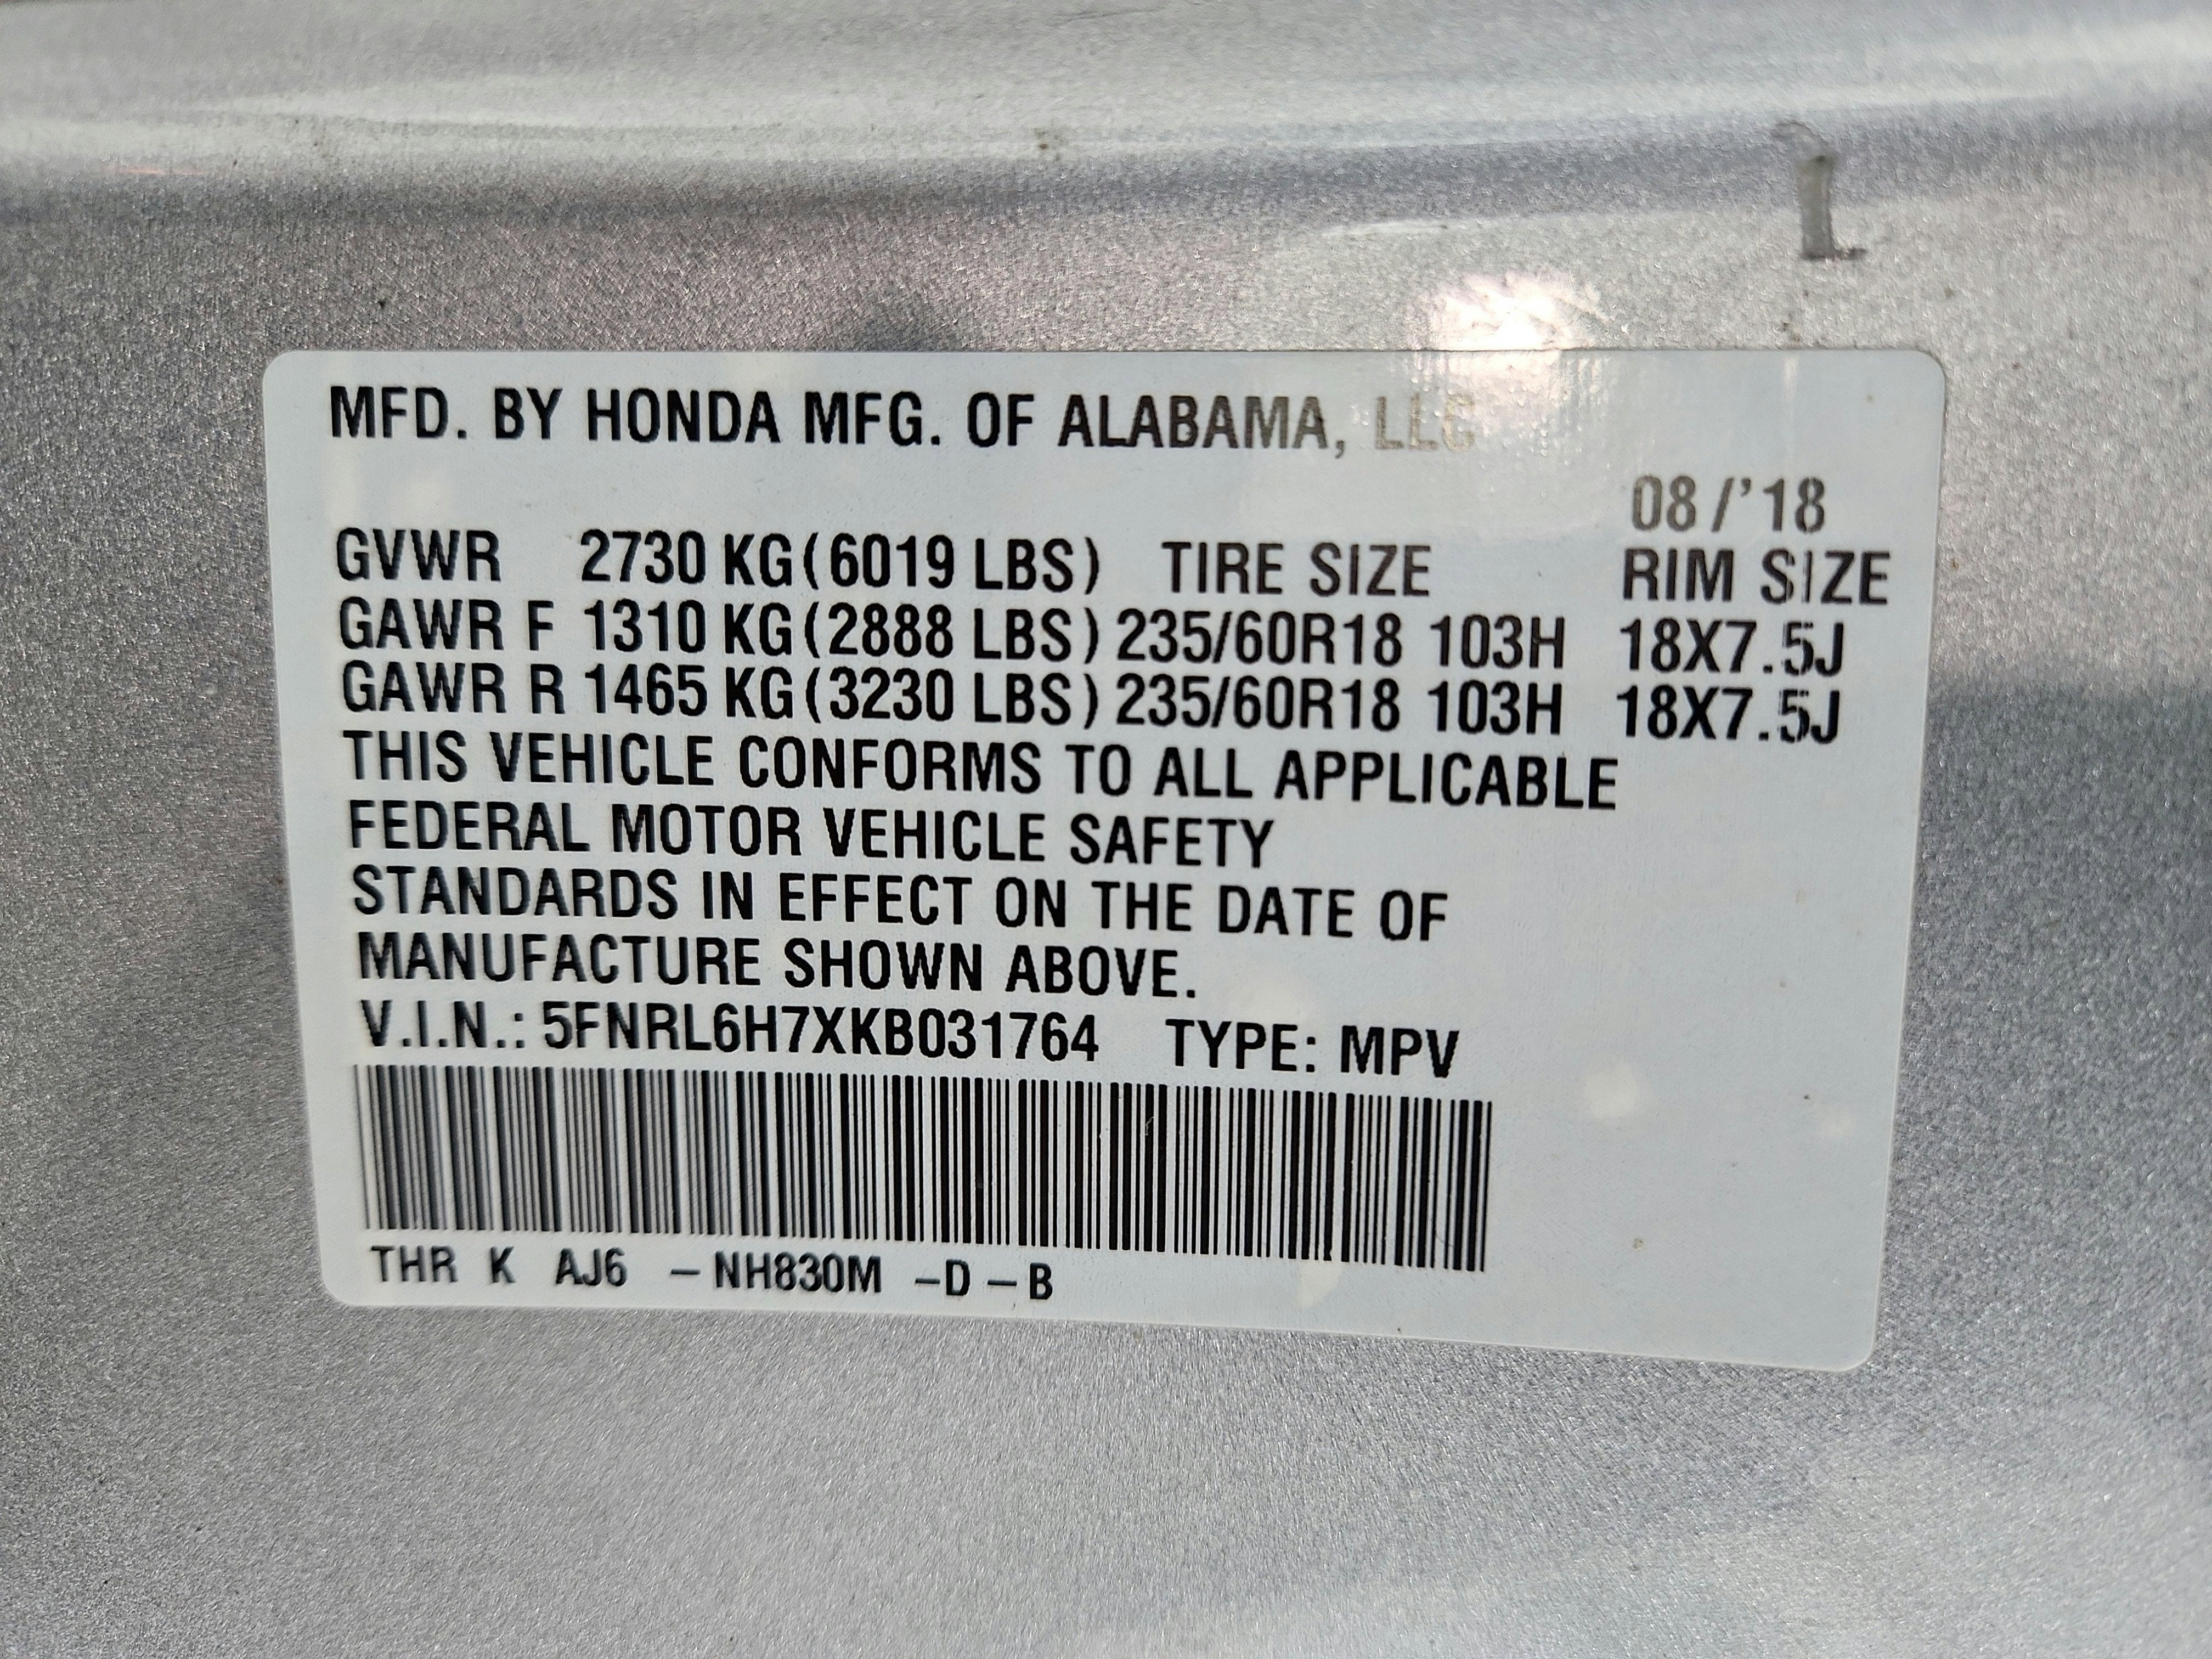 MFD. BY HONDA MFG. OF ALABAMA, LLC
08/'18
GVWR 2730 KG(6019 LBS) TIRE SIZE RIM SIZE
GAWR F 1310 KG(2888 LBS) 235/60R18 103H 18X7.5J
GAWR R 1465 KG(3230 LBS) 235/60R18 103H 18X7.5J
THIS VEHICLE CONFORMS TO ALL APPLICABLE
FEDERAL MOTOR VEHICLE SAFETY
STANDARDS IN EFFECT ON THE DATE OF
MANUFACTURE SHOWN ABOVE.
V.I.N.: 5FNRL6H7XKB031764 TYPE: MPV
THR K AJ6 – NH830M –D – B